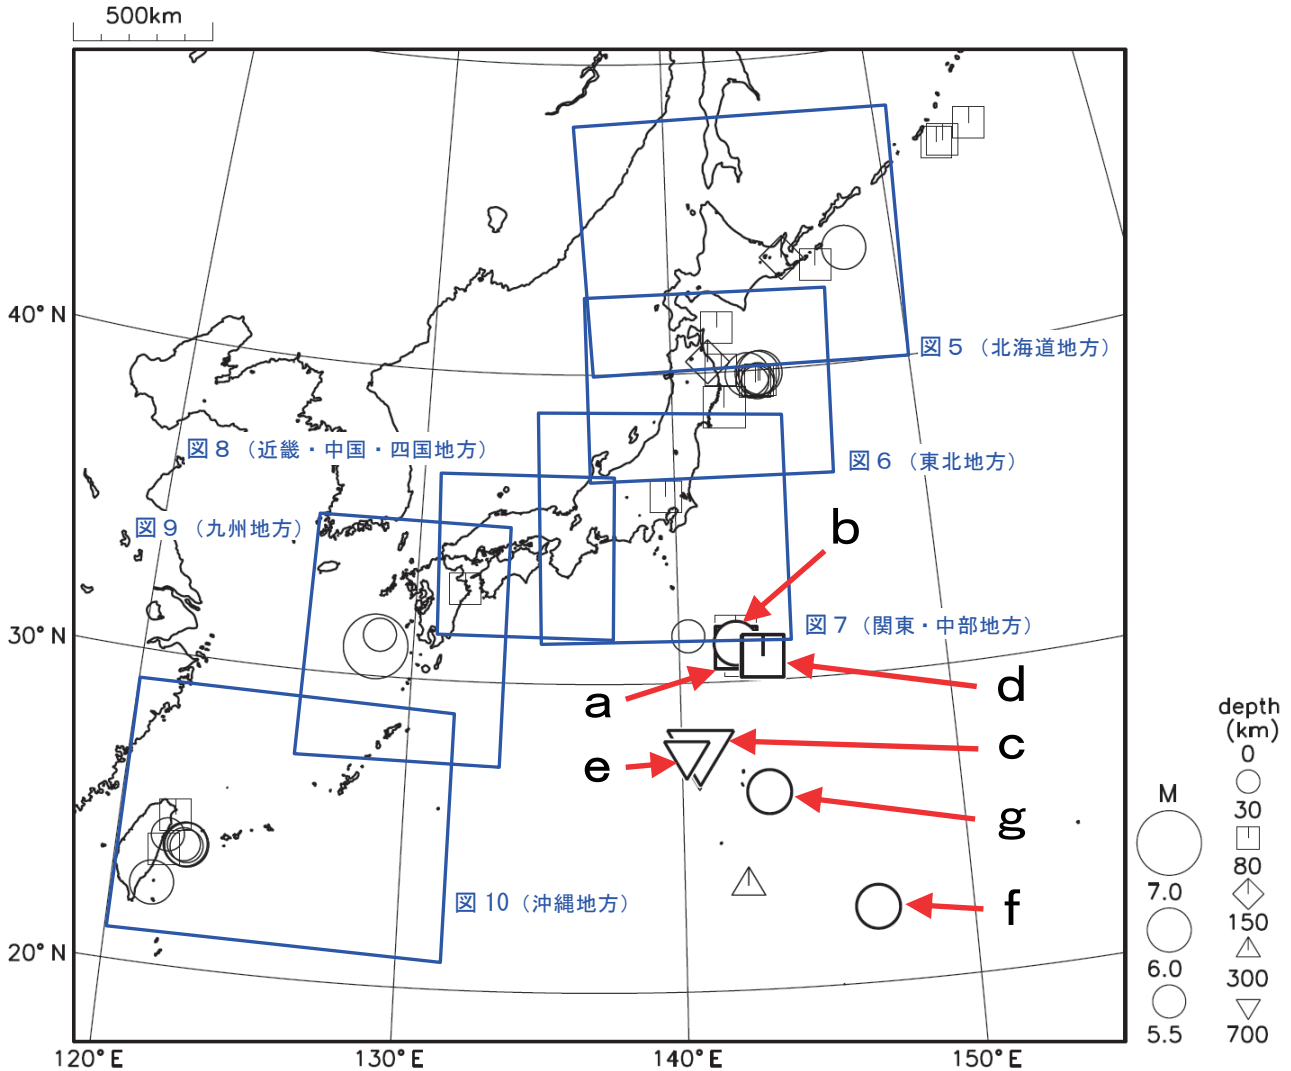 500km
40° N
図５（北海道地方）
図８（近畿・中国・四国地方）
図６（東北地方）
図９（九州地方）
b
30° N
図７（関東・中部地方）
a
d
c
e
g
図10（沖縄地方）
f
20° N
120° E
130° E
140° E
150° E
M
7.0
6.0
5.5
depth
(km)
0
30
80
150
300
700